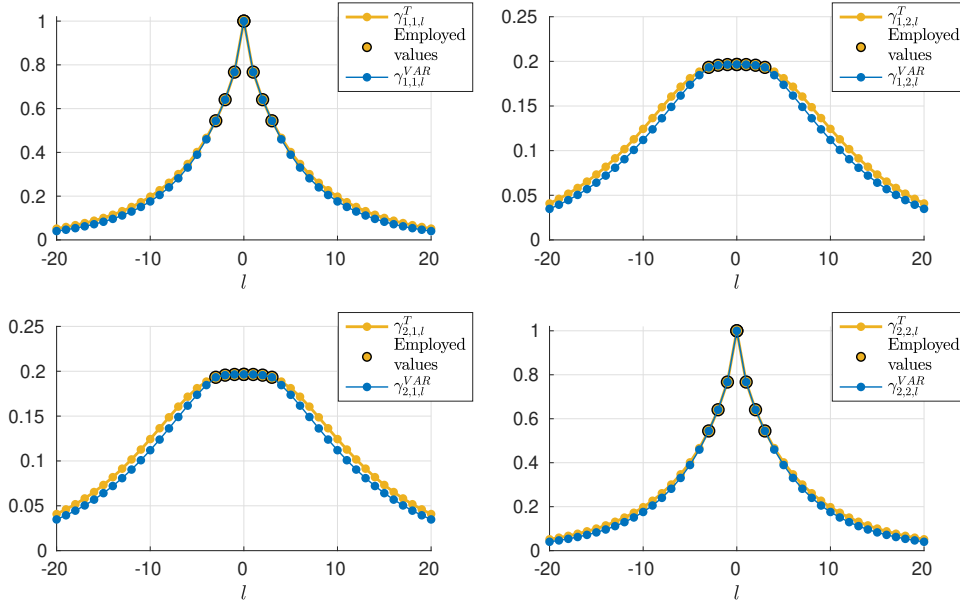 γ^T_{1,1,l}
Employed
values
γ^{VAR}_{1,1,l}
1
0.8
0.6
0.4
0.2
0
-20 -10 0 10 20
l
γ^T_{1,2,l}
Employed
values
γ^{VAR}_{1,2,l}
0.25
0.2
0.15
0.1
0.05
0
-20 -10 0 10 20
l
γ^T_{2,1,l}
Employed
values
γ^{VAR}_{2,1,l}
0.25
0.2
0.15
0.1
0.05
0
-20 -10 0 10 20
l
γ^T_{2,2,l}
Employed
values
γ^{VAR}_{2,2,l}
1
0.8
0.6
0.4
0.2
0
-20 -10 0 10 20
l